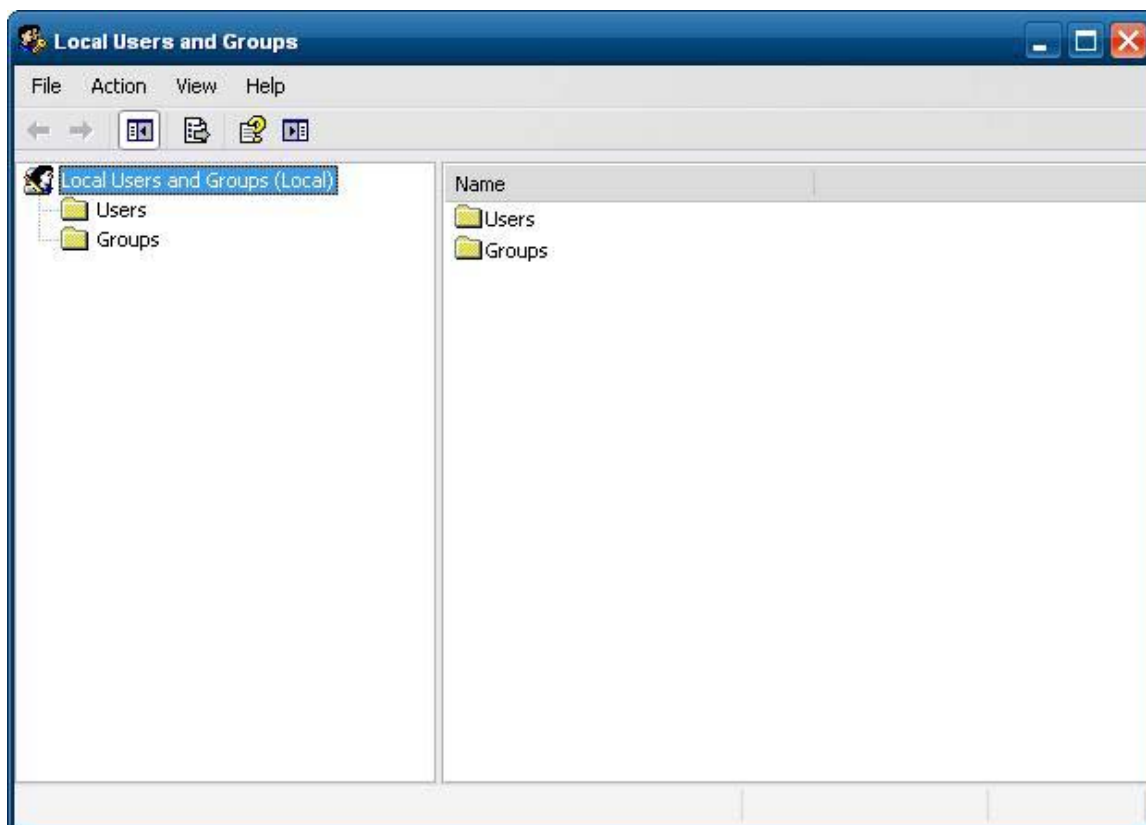 Local Users and Groups
File Action View Help
Local Users and Groups (Local)
Users
Groups
Name
Users
Groups